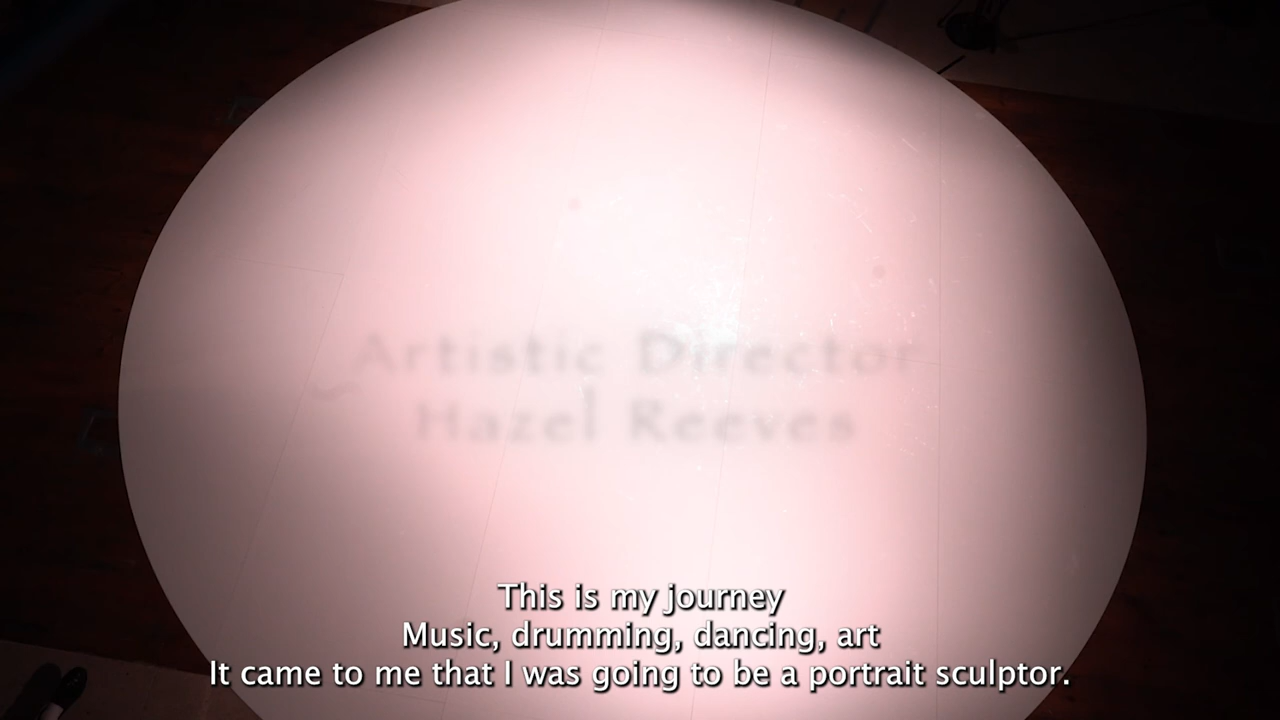 Artistic Director
Hazel Reeves
This is my journey
Music, drumming, dancing, art
It came to me that I was going to be a portrait sculptor.